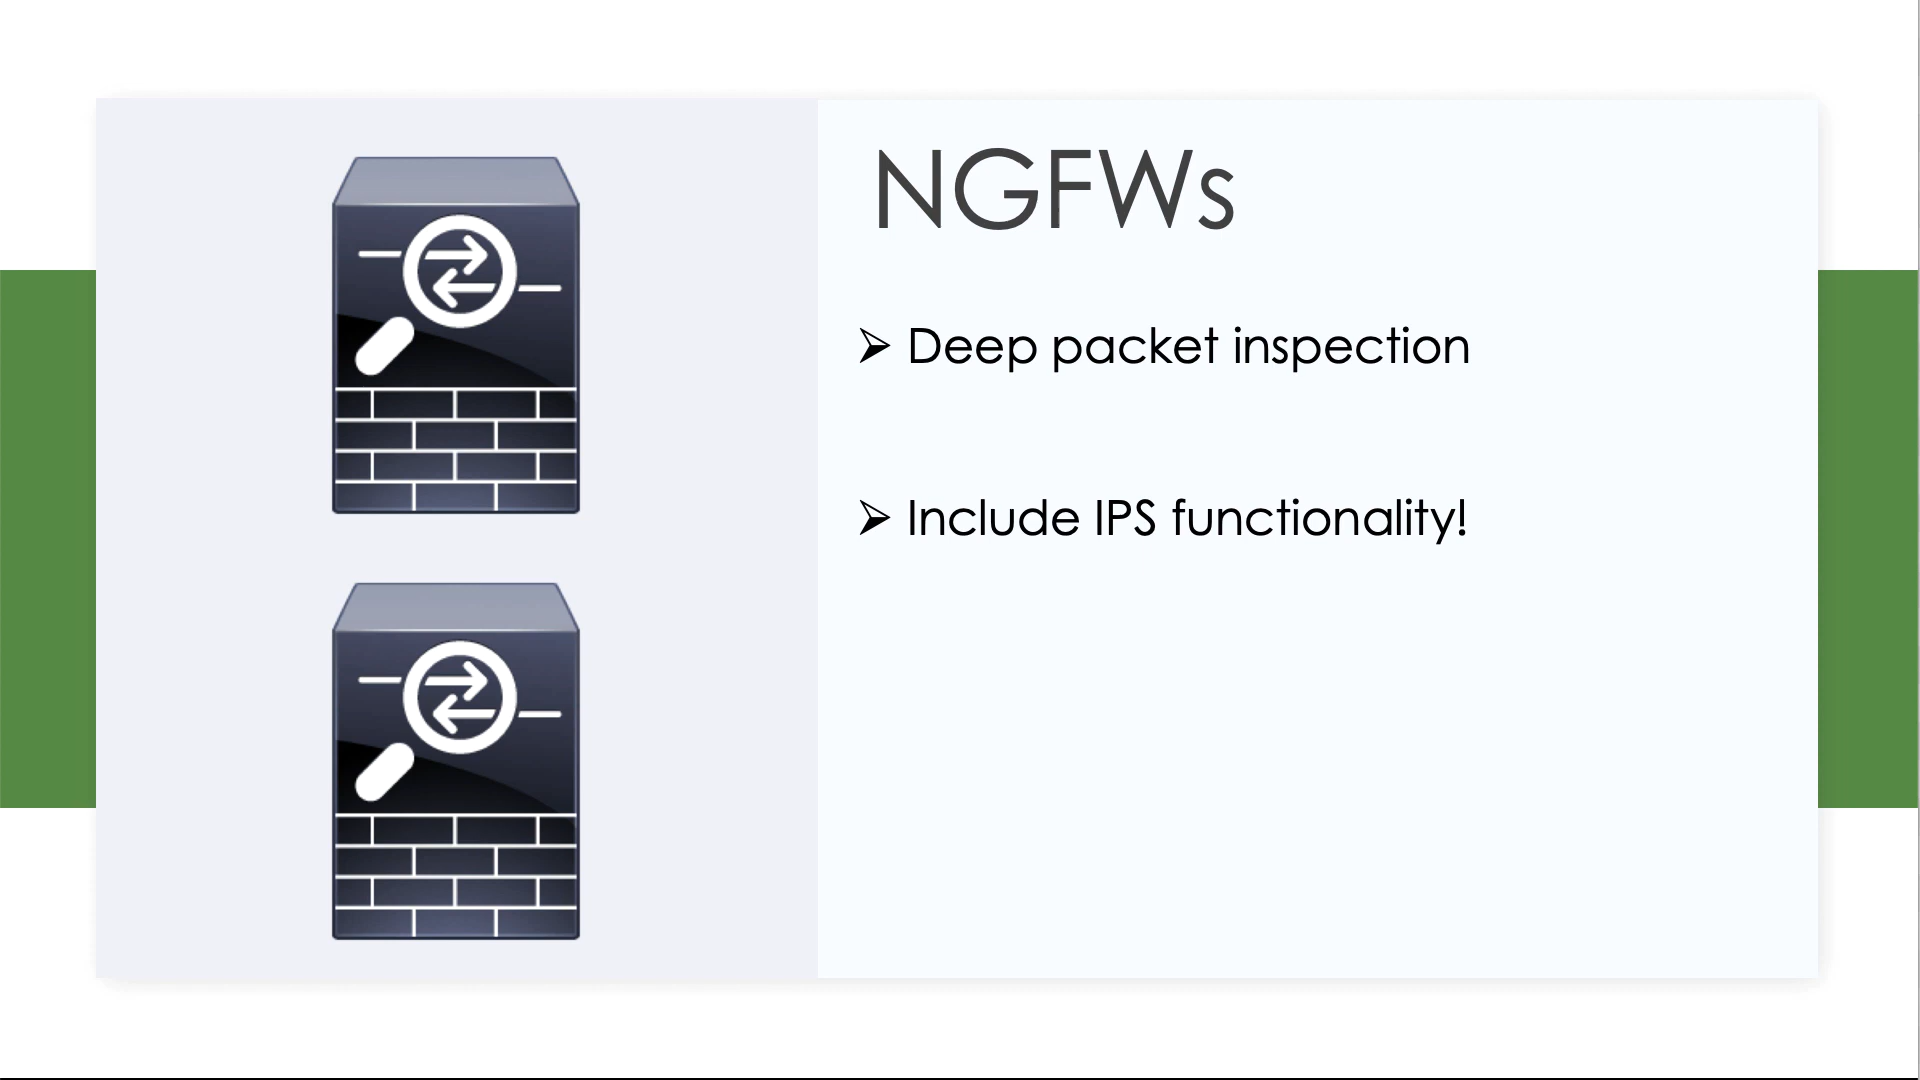 NGFWs
➢ Deep packet inspection
➢ Include IPS functionality!